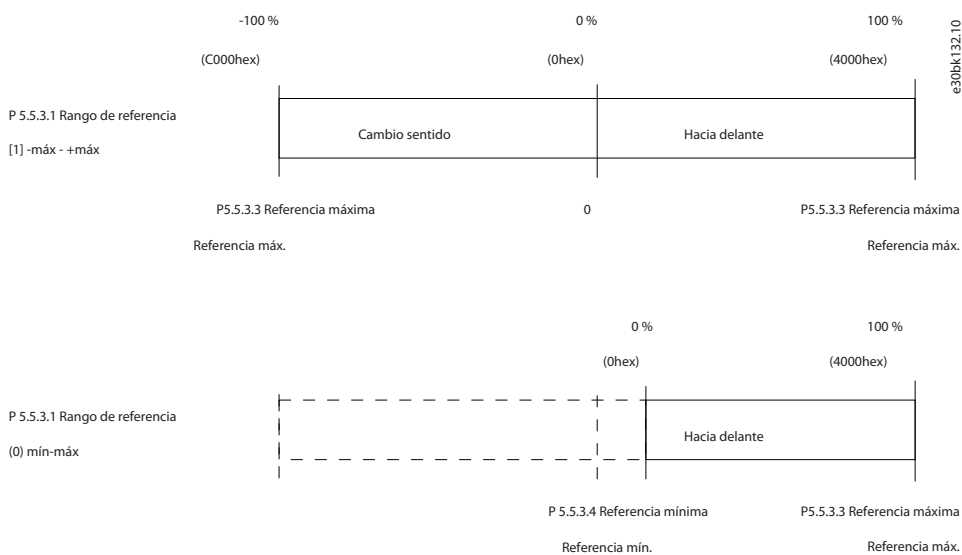 -100 %
0 %
100 %
(C000hex)
(0hex)
(4000hex)
e30bk132.10
P 5.5.3.1 Rango de referencia
[1] -máx - +máx
Cambio sentido
Hacia delante
P5.5.3.3 Referencia máxima
0
P5.5.3.3 Referencia máxima
Referencia máx.
Referencia máx.
0 %
100 %
(0hex)
(4000hex)
P 5.5.3.1 Rango de referencia
(0) mín-máx
Hacia delante
P 5.5.3.4 Referencia mínima
P5.5.3.3 Referencia máxima
Referencia mín.
Referencia máx.